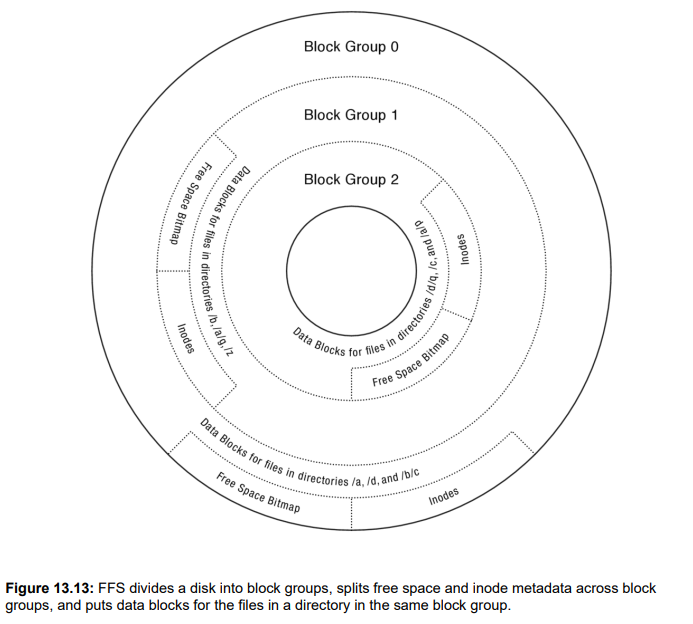 Block Group 0
Block Group 1
Block Group 2
Free Space Bitmap
Data Blocks for files in directories /b,/a/g,/z
Inodes
Inodes
Data Blocks for files in directories /d/q, /c, and /a/p
Free Space Bitmap
Data Blocks for files in directories /a, /d, and /b/c
Free Space Bitmap
Inodes
Figure 13.13: FFS divides a disk into block groups, splits free space and inode metadata across block
groups, and puts data blocks for the files in a directory in the same block group.